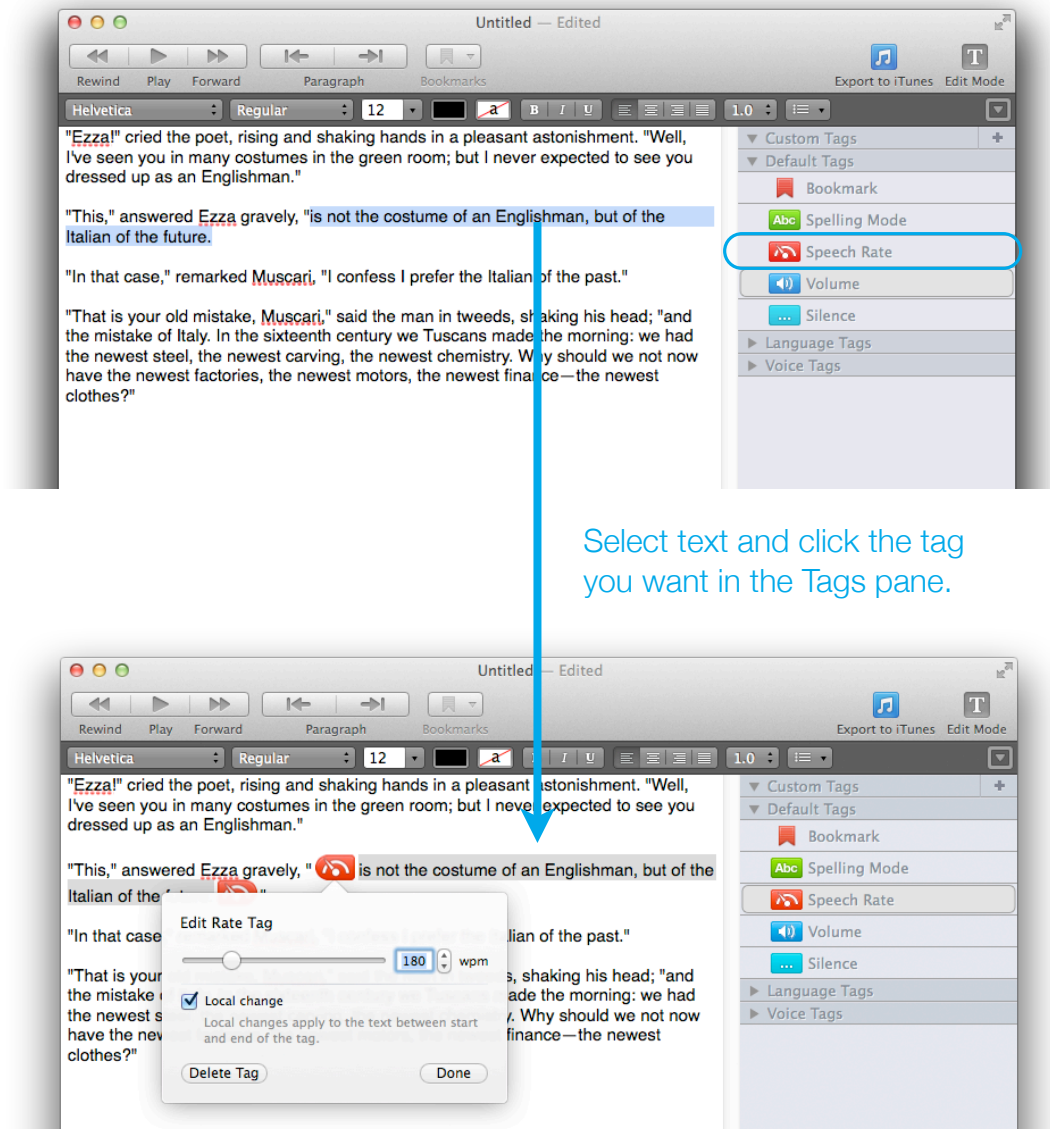 Untitled — Edited
Rewind Play Forward Paragraph Bookmarks Export to iTunes Edit Mode
T
Helvetica Regular 12 a B I U 1.0
"Ezza!" cried the poet, rising and shaking hands in a pleasant astonishment. "Well,
I've seen you in many costumes in the green room; but I never expected to see you
dressed up as an Englishman."
"This," answered Ezza gravely, "is not the costume of an Englishman, but of the
Italian of the future.
"In that case," remarked Muscari, "I confess I prefer the Italian of the past."
"That is your old mistake, Muscari," said the man in tweeds, shaking his head; "and
the mistake of Italy. In the sixteenth century we Tuscans made the morning: we had
the newest steel, the newest carving, the newest chemistry. Why should we not now
have the newest factories, the newest motors, the newest finance—the newest
clothes?"
Custom Tags +
Default Tags
Bookmark
Abc Spelling Mode
Speech Rate
Volume
... Silence
Language Tags
Voice Tags
Select text and click the tag
you want in the Tags pane.
Untitled — Edited
Rewind Play Forward Paragraph Bookmarks Export to iTunes Edit Mode
T
Helvetica Regular 12 a I U 1.0
"Ezza!" cried the poet, rising and shaking hands in a pleasant astonishment. "Well,
I've seen you in many costumes in the green room; but I never expected to see you
dressed up as an Englishman."
"This," answered Ezza gravely, " is not the costume of an Englishman, but of the
Italian of the "
"In that case lian of the past."
"That is your s, shaking his head; "and
the mistake ade the morning: we had
the newest s y. Why should we not now
have the new finance—the newest
clothes?"
Edit Rate Tag
180 wpm
Local change
Local changes apply to the text between start
and end of the tag.
Delete Tag Done
Custom Tags +
Default Tags
Bookmark
Abc Spelling Mode
Speech Rate
Volume
... Silence
Language Tags
Voice Tags